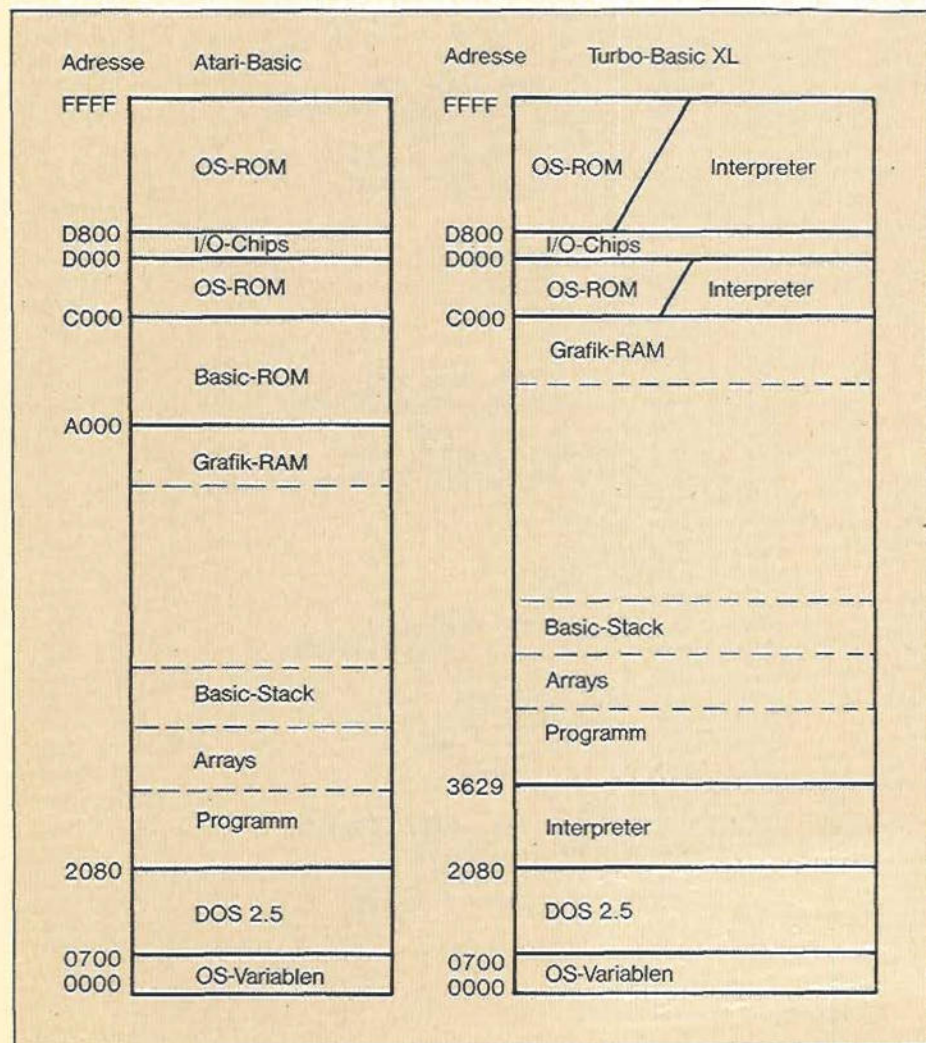 Adresse Atari-Basic
FFFF
OS-ROM
D800
I/O-Chips
D000
OS-ROM
C000
Basic-ROM
A000
Grafik-RAM
Basic-Stack
Arrays
Programm
2080
DOS 2.5
0700
OS-Variablen
0000
Adresse Turbo-Basic XL
FFFF
OS-ROM Interpreter
D800
I/O-Chips
D000
OS-ROM Interpreter
C000
Grafik-RAM
Basic-Stack
Arrays
Programm
3629
Interpreter
2080
DOS 2.5
0700
OS-Variablen
0000